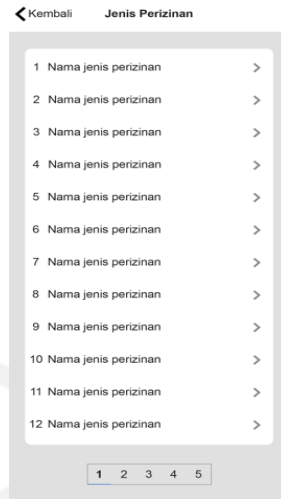 Kembali Jenis Perizinan
1 Nama jenis perizinan
2 Nama jenis perizinan
3 Nama jenis perizinan
4 Nama jenis perizinan
5 Nama jenis perizinan
6 Nama jenis perizinan
7 Nama jenis perizinan
8 Nama jenis perizinan
9 Nama jenis perizinan
10 Nama jenis perizinan
11 Nama jenis perizinan
12 Nama jenis perizinan
1 2 3 4 5